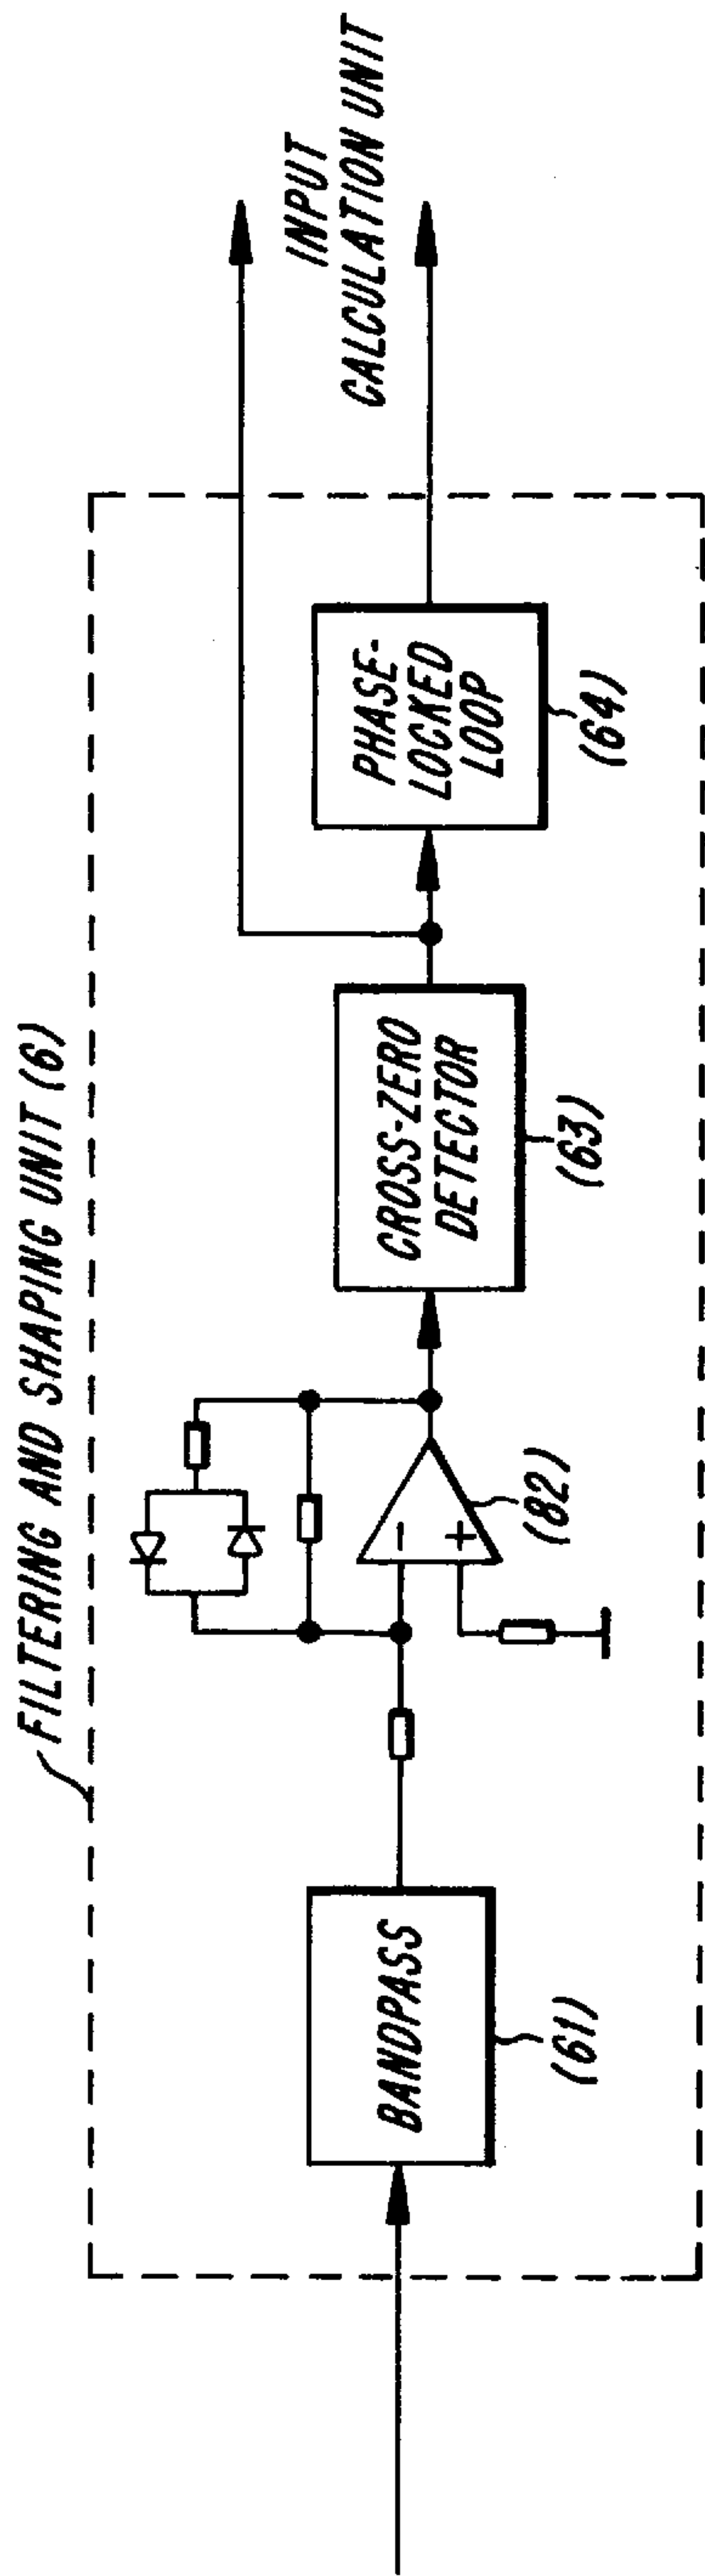 FILTERING AND SHAPING UNIT (6)
BANDPASS
(61)
(82)
CROSS-ZERO
DETECTOR
(63)
PHASE-
LOCKED
LOOP
(64)
INPUT
CALCULATION UNIT
−
+